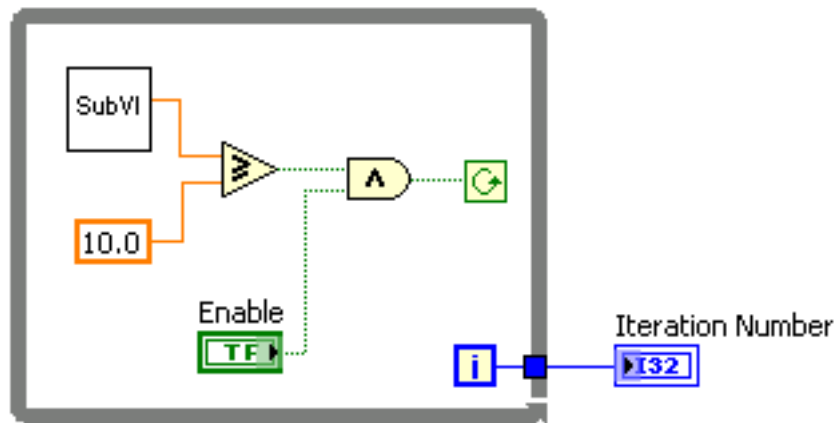 SubVI
≥
∧
10.0
Enable
TF
i
Iteration Number
I32